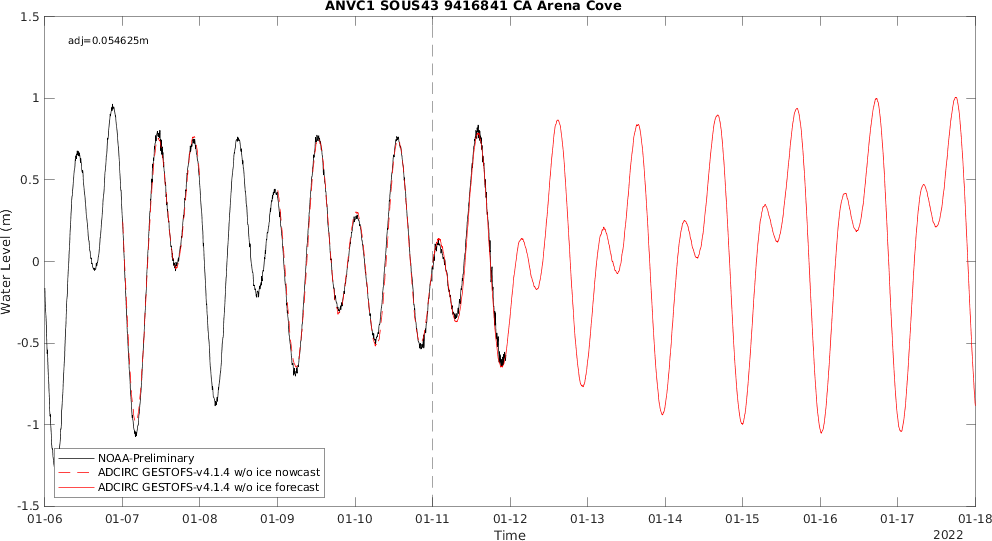 ANVC1 SOUS43 9416841 CA Arena Cove
adj=0.054625m
1.5
1
0.5
0
-0.5
-1
-1.5
Water Level (m)
NOAA-Preliminary
ADCIRC GESTOFS-v4.1.4 w/o ice nowcast
ADCIRC GESTOFS-v4.1.4 w/o ice forecast
01-06 01-07 01-08 01-09 01-10 01-11 01-12 01-13 01-14 01-15 01-16 01-17 01-18
Time
2022